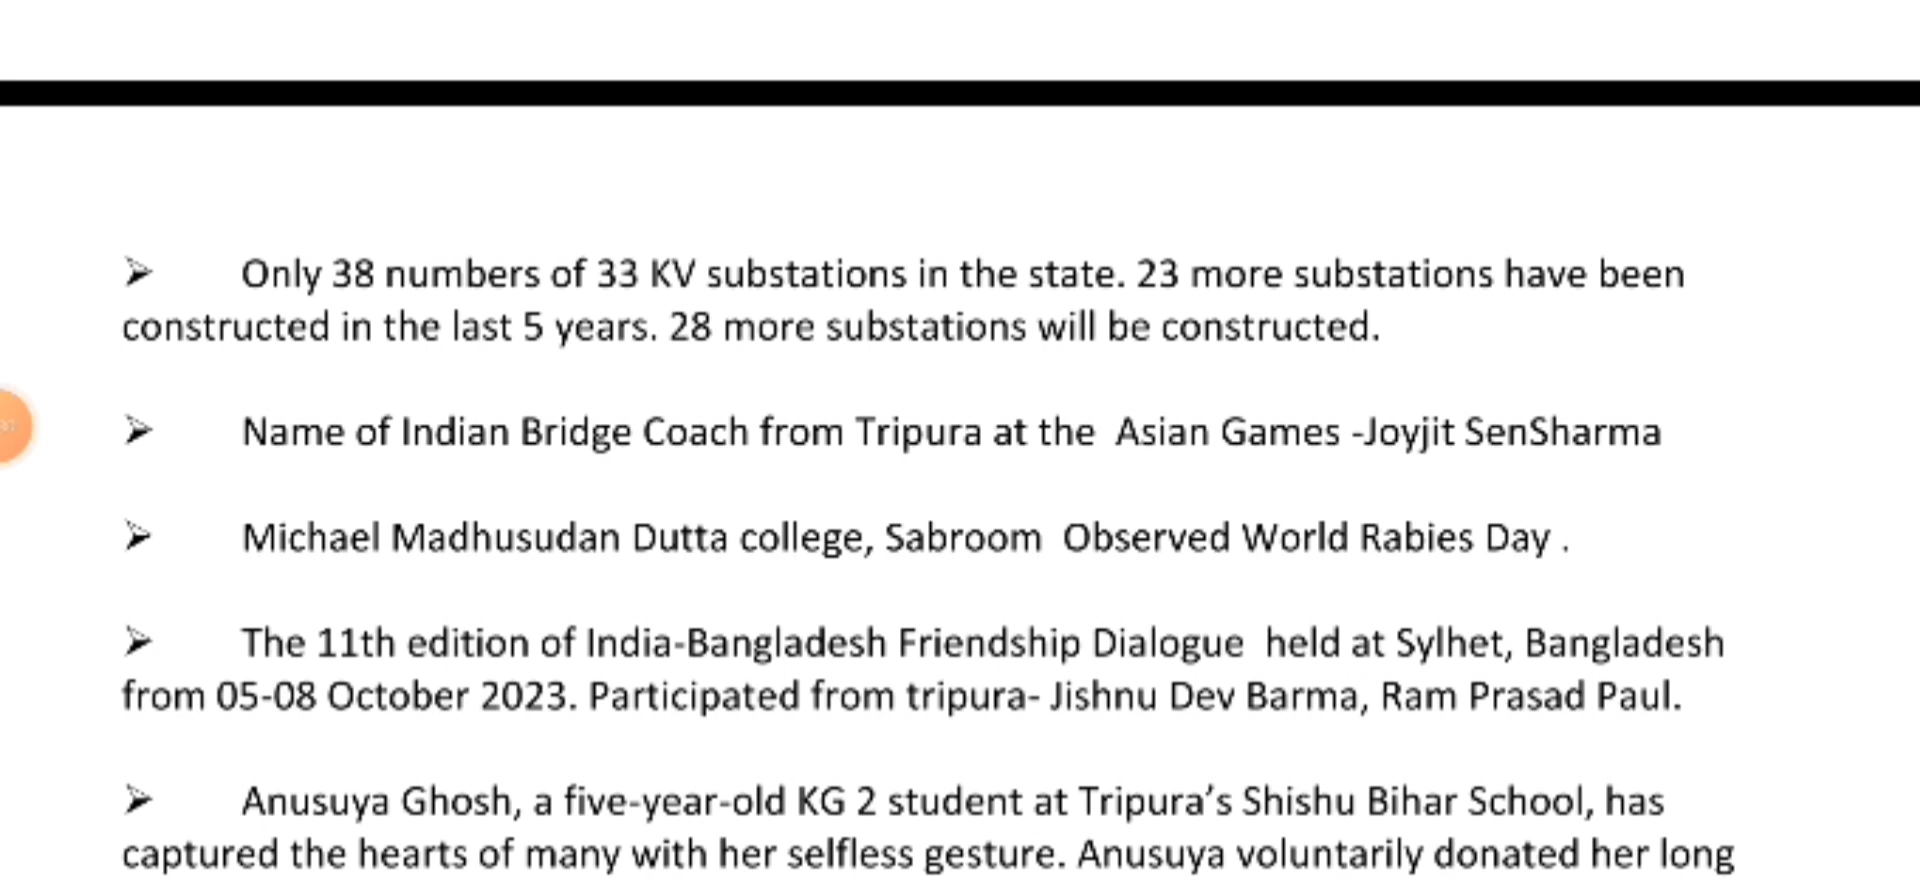 ➢ Only 38 numbers of 33 KV substations in the state. 23 more substations have been
constructed in the last 5 years. 28 more substations will be constructed.
➢ Name of Indian Bridge Coach from Tripura at the  Asian Games -Joyjit SenSharma
➢ Michael Madhusudan Dutta college, Sabroom  Observed World Rabies Day .
➢ The 11th edition of India-Bangladesh Friendship Dialogue  held at Sylhet, Bangladesh
from 05-08 October 2023. Participated from tripura- Jishnu Dev Barma, Ram Prasad Paul.
➢ Anusuya Ghosh, a five-year-old KG 2 student at Tripura’s Shishu Bihar School, has
captured the hearts of many with her selfless gesture. Anusuya voluntarily donated her long